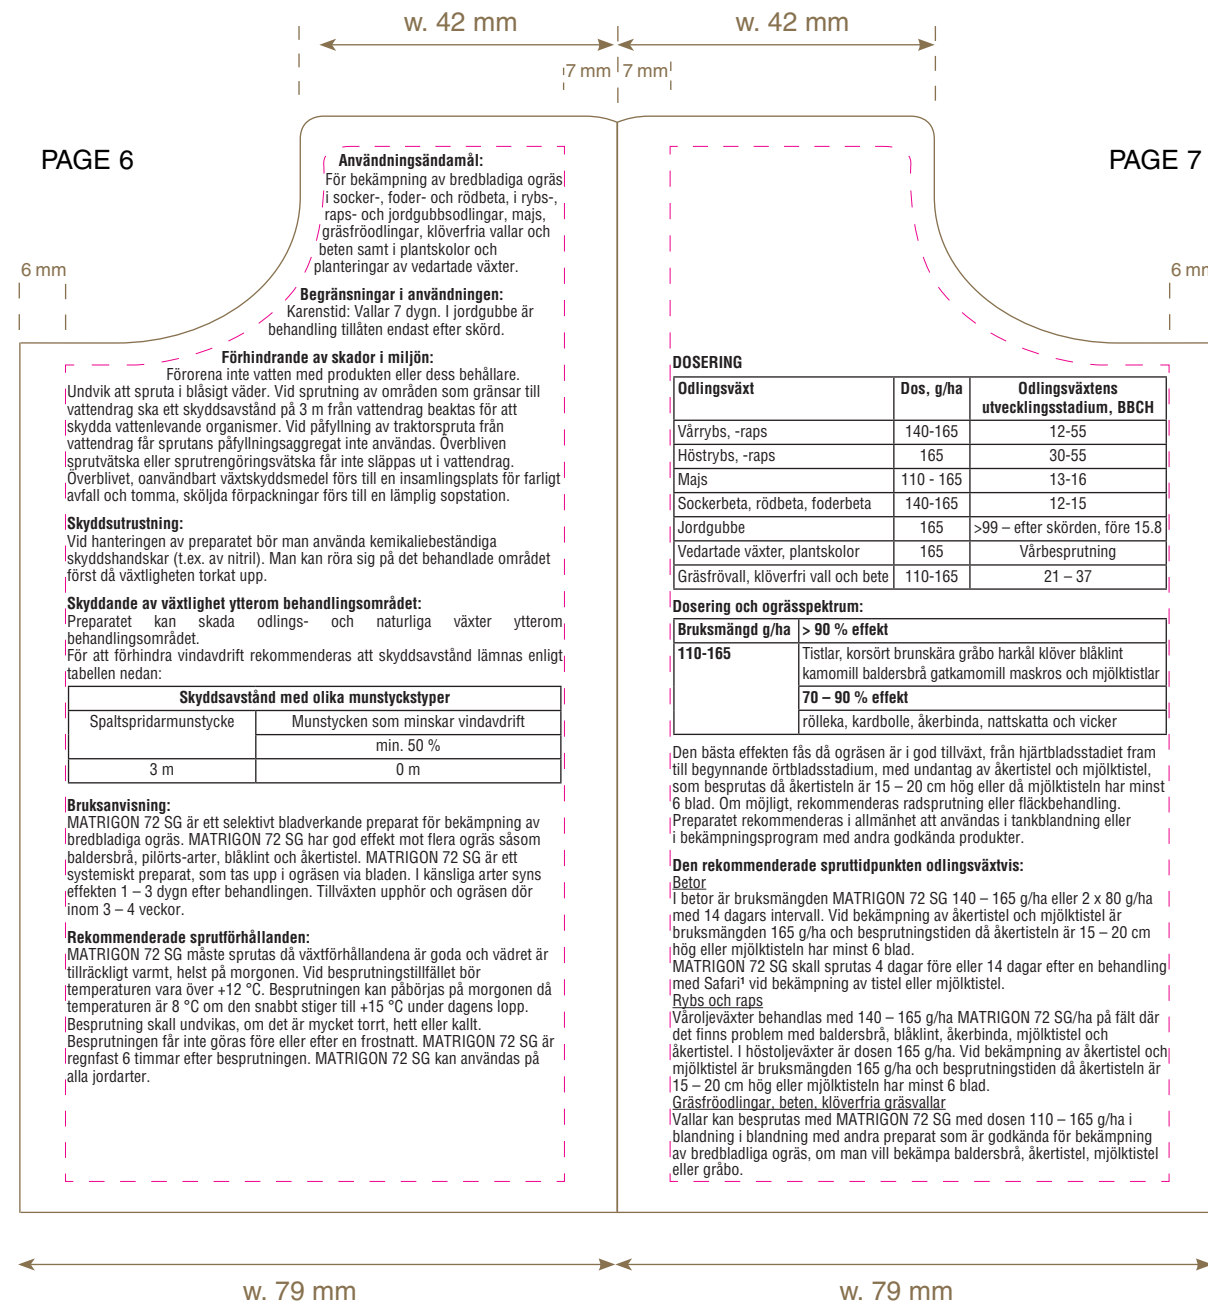 w. 42 mm
w. 42 mm
7 mm
7 mm
PAGE 6
PAGE 7
6 mm
Användningsändamål:
För bekämpning av bredbladiga ogräs
i socker-, foder- och rödbeta, i rybs-,
raps- och jordgubbsodlingar, majs,
gräsfröodlingar, klöverfria vallar och
beten samt i plantskolor och
planteringar av vedartade växter.
Begränsningar i användningen:
Karenstid: Vallar 7 dygn. I jordgubbe är
behandling tillåten endast efter skörd.
Förhindrande av skador i miljön:
Förorena inte vatten med produkten eller dess behållare.
Undvik att spruta i blåsigt väder. Vid sprutning av områden som gränsar till
vattendrag ska ett skyddsavstånd på 3 m från vattendrag beaktas för att
skydda vattenlevande organismer. Vid påfyllning av traktorspruta från
vattendrag får sprutans påfyllningsaggregat inte användas. Överbliven
sprutvätska eller sprutrengöringsvätska får inte släppas ut i vattendrag.
Överblivet, oanvändbart växtskyddsmedel förs till en insamlingsplats för farligt
avfall och tomma, sköljda förpackningar förs till en lämplig sopstation.
Skyddsutrustning:
Vid hanteringen av preparatet bör man använda kemikaliebeständiga
skyddshandskar (t.ex. av nitril). Man kan röra sig på det behandlade området
först då växtligheten torkat upp.
Skyddande av växtlighet ytterom behandlingsområdet:
Preparatet kan skada odlings- och naturliga växter ytterom
behandlingsområdet.
För att förhindra vindavdrift rekommenderas att skyddsavstånd lämnas enligt
tabellen nedan:
Skyddsavstånd med olika munstyckstyper
Spaltspridarmunstycke Munstycken som minskar vindavdrift
min. 50 %
3 m 0 m
Bruksanvisning:
MATRIGON 72 SG är ett selektivt bladverkande preparat för bekämpning av
bredbladiga ogräs. MATRIGON 72 SG har god effekt mot flera ogräs såsom
baldersbrå, pilörts-arter, blåklint och åkertistel. MATRIGON 72 SG är ett
systemiskt preparat, som tas upp i ogräsen via bladen. I känsliga arter syns
effekten 1 – 3 dygn efter behandlingen. Tillväxten upphör och ogräsen dör
inom 3 – 4 veckor.
Rekommenderade sprutförhållanden:
MATRIGON 72 SG måste sprutas då växtförhållandena är goda och vädret är
tillräckligt varmt, helst på morgonen. Vid besprutningstillfället bör
temperaturen vara över +12 °C. Besprutningen kan påbörjas på morgonen då
temperaturen är 8 °C om den snabbt stiger till +15 °C under dagens lopp.
Besprutning skall undvikas, om det är mycket torrt, hett eller kallt.
Besprutningen får inte göras före eller efter en frostnatt. MATRIGON 72 SG är
regnfast 6 timmar efter besprutningen. MATRIGON 72 SG kan användas på
alla jordarter.
6 mm
DOSERING
Odlingsväxt Dos, g/ha Odlingsväxtens
utvecklingsstadium, BBCH
Vårrybs, -raps 140-165 12-55
Höstrybs, -raps 165 30-55
Majs 110 - 165 13-16
Sockerbeta, rödbeta, foderbeta 140-165 12-15
Jordgubbe 165 >99 – efter skörden, före 15.8
Vedartade växter, plantskolor 165 Vårbesprutning
Gräsfrövall, klöverfri vall och bete 110-165 21 – 37
Dosering och ogrässpektrum:
Bruksmängd g/ha > 90 % effekt
110-165 Tistlar, korsört brunskära gråbo harkål klöver blåklint
kamomill baldersbrå gatkamomill maskros och mjölktistlar
70 – 90 % effekt
rölleka, kardbolle, åkerbinda, nattskatta och vicker
Den bästa effekten fås då ogräsen är i god tillväxt, från hjärtbladsstadiet fram
till begynnande örtbladsstadium, med undantag av åkertistel och mjölktistel,
som besprutas då åkertisteln är 15 – 20 cm hög eller då mjölktisteln har minst
6 blad. Om möjligt, rekommenderas radsprutning eller fläckbehandling.
Preparatet rekommenderas i allmänhet att användas i tankblandning eller
i bekämpningsprogram med andra godkända produkter.
Den rekommenderade spruttidpunkten odlingsväxtvis:
Betor
I betor är bruksmängden MATRIGON 72 SG 140 – 165 g/ha eller 2 x 80 g/ha
med 14 dagars intervall. Vid bekämpning av åkertistel och mjölktistel är
bruksmängden 165 g/ha och besprutningstiden då åkertisteln är 15 – 20 cm
hög eller mjölktisteln har minst 6 blad.
MATRIGON 72 SG skall sprutas 4 dagar före eller 14 dagar efter en behandling
med Safari¹ vid bekämpning av tistel eller mjölktistel.
Rybs och raps
Våroljeväxter behandlas med 140 – 165 g/ha MATRIGON 72 SG/ha på fält där
det finns problem med baldersbrå, blåklint, åkerbinda, mjölktistel och
åkertistel. I höstoljeväxter är dosen 165 g/ha. Vid bekämpning av åkertistel och
mjölktistel är bruksmängden 165 g/ha och besprutningstiden då åkertisteln är
15 – 20 cm hög eller mjölktisteln har minst 6 blad.
Gräsfröodlingar, beten, klöverfria gräsvallar
Vallar kan besprutas med MATRIGON 72 SG med dosen 110 – 165 g/ha i
blandning i blandning med andra preparat som är godkända för bekämpning
av bredbladliga ogräs, om man vill bekämpa baldersbrå, åkertistel, mjölktistel
eller gråbo.
w. 79 mm
w. 79 mm